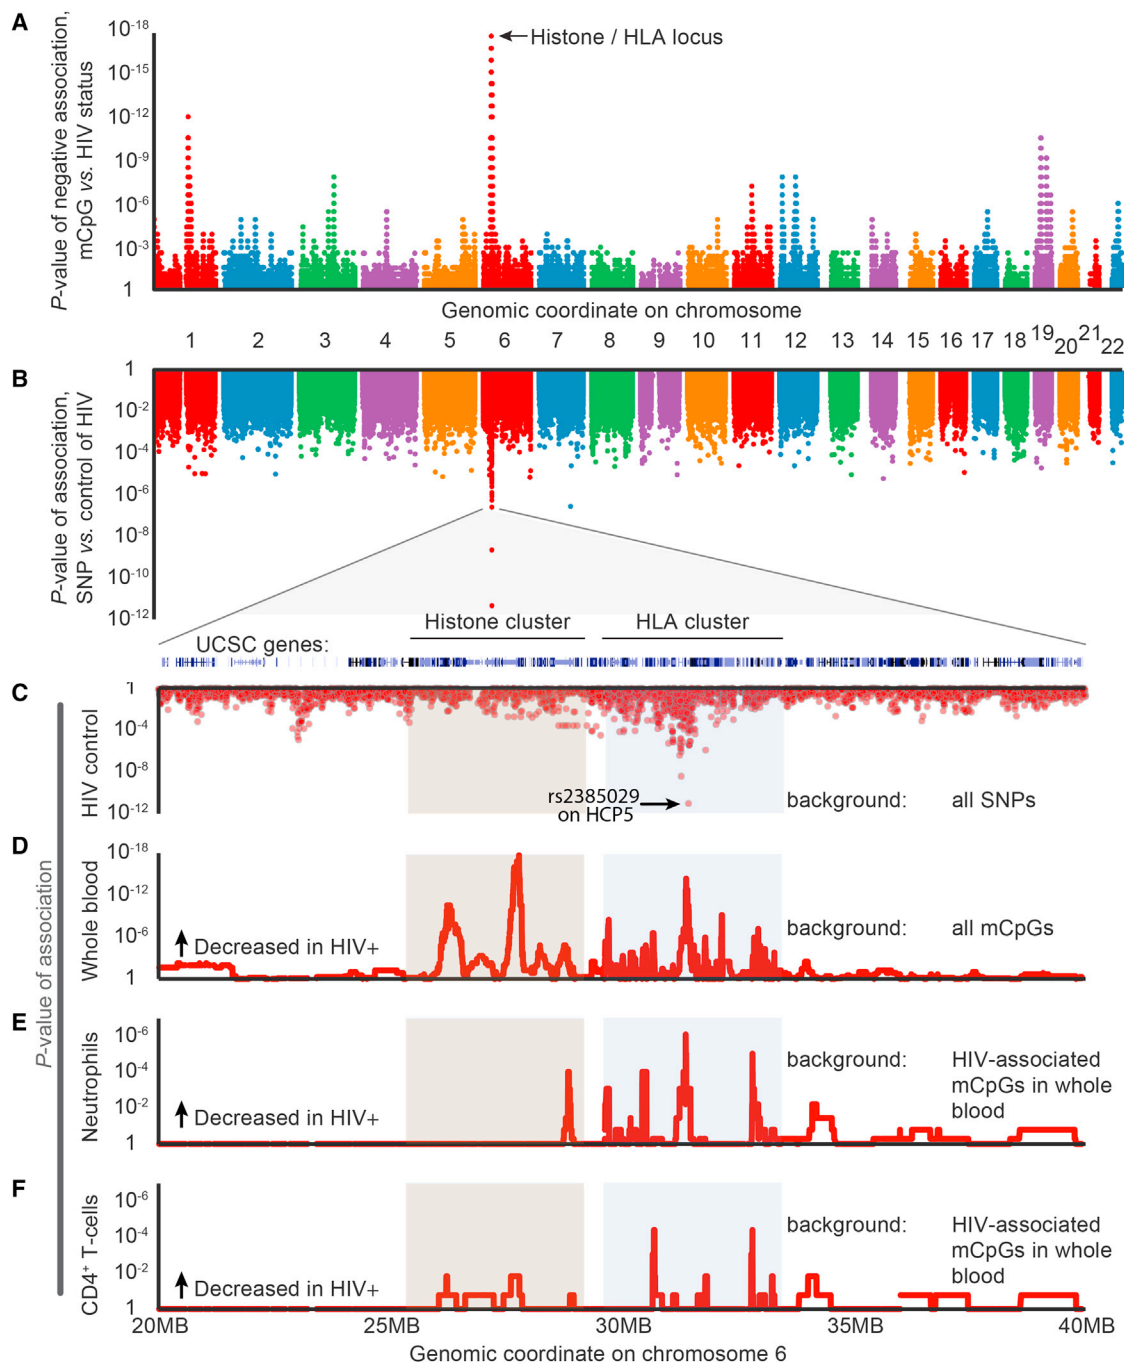 A
P-value of negative association,
mCpG vs. HIV status
10-18
10-15
10-12
10-9
10-6
10-3
1
Histone / HLA locus
Genomic coordinate on chromosome
1 2 3 4 5 6 7 8 9 10 11 12 13 14 15 16 17 18 19 20 21 22
B
P-value of association,
SNP vs. control of HIV
1
10-2
10-4
10-6
10-8
10-10
10-12
Histone cluster
HLA cluster
UCSC genes:
P-value of association
C
HIV control
1
10-4
10-8
10-12
rs2385029
on HCP5
background: all SNPs
D
Whole blood
10-18
10-12
10-6
1
Decreased in HIV+
background: all mCpGs
E
Neutrophils
10-6
10-4
10-2
1
Decreased in HIV+
background: HIV-associated
mCpGs in whole
blood
F
CD4+ T-cells
10-6
10-4
10-2
1
Decreased in HIV+
background: HIV-associated
mCpGs in whole
blood
20MB 25MB 30MB 35MB 40MB
Genomic coordinate on chromosome 6